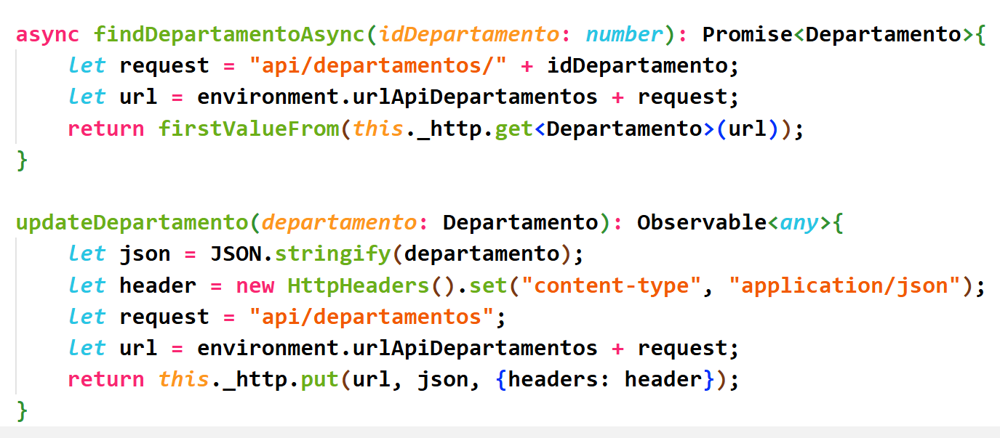 async findDepartamentoAsync(idDepartamento: number): Promise<Departamento>{
    let request = "api/departamentos/" + idDepartamento;
    let url = environment.urlApiDepartamentos + request;
    return firstValueFrom(this._http.get<Departamento>(url));
}

updateDepartamento(departamento: Departamento): Observable<any>{
    let json = JSON.stringify(departamento);
    let header = new HttpHeaders().set("content-type", "application/json");
    let request = "api/departamentos";
    let url = environment.urlApiDepartamentos + request;
    return this._http.put(url, json, {headers: header});
}